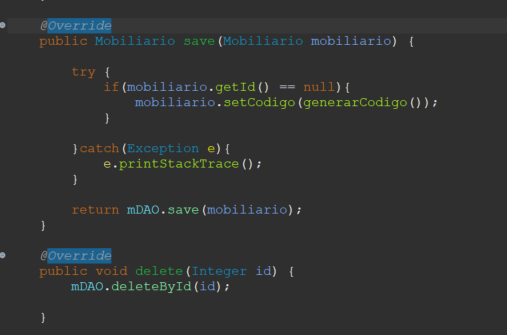 @Override
public Mobiliario save(Mobiliario mobiliario) {
try {
if(mobiliario.getId() == null){
mobiliario.setCodigo(generarCodigo());
}
}catch(Exception e){
e.printStackTrace();
}
return mDAO.save(mobiliario);
}
@Override
public void delete(Integer id) {
mDAO.deleteById(id);
}